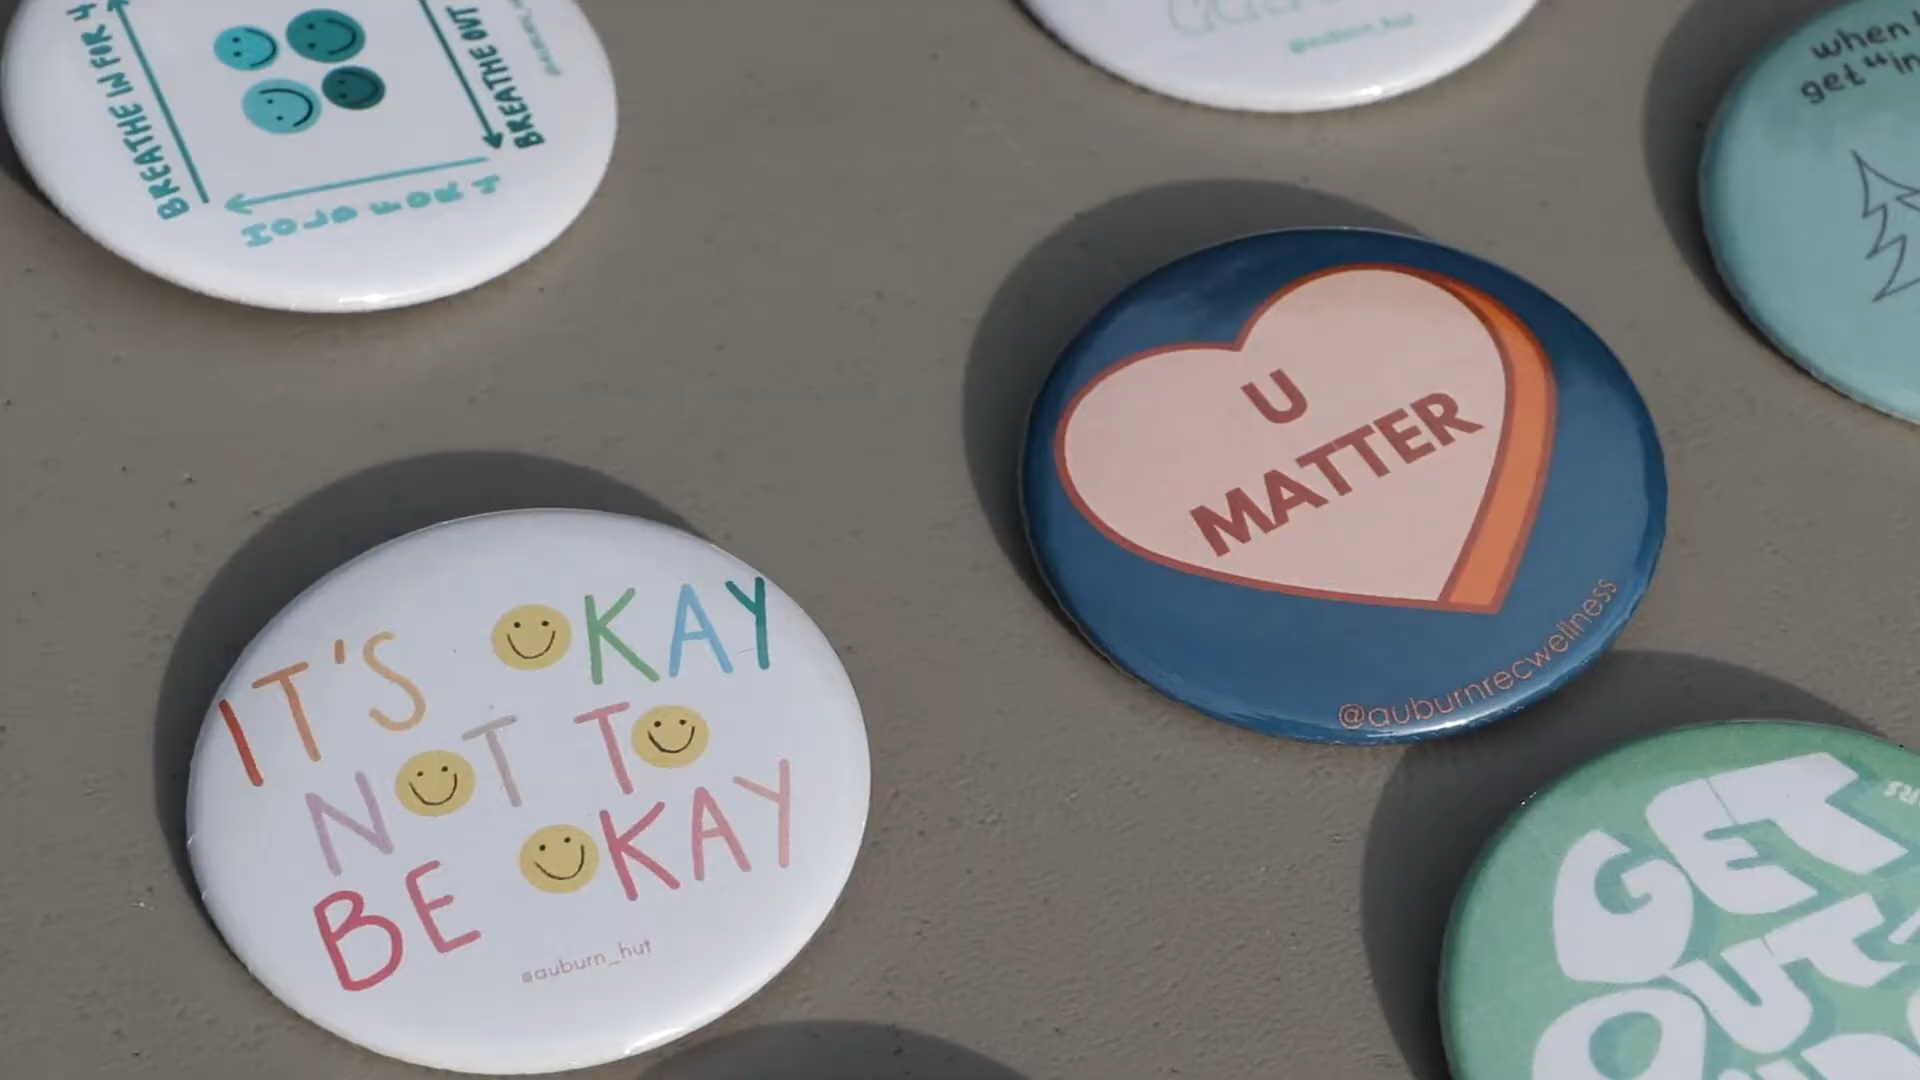 BREATHE IN FOR 4
BREATHE OUT
HOLD FOR 4
when
get "in
U
MATTER
@auburnrecwellness
IT'S OKAY
NOT TO
BE OKAY
@auburn_hut
GET
OUT